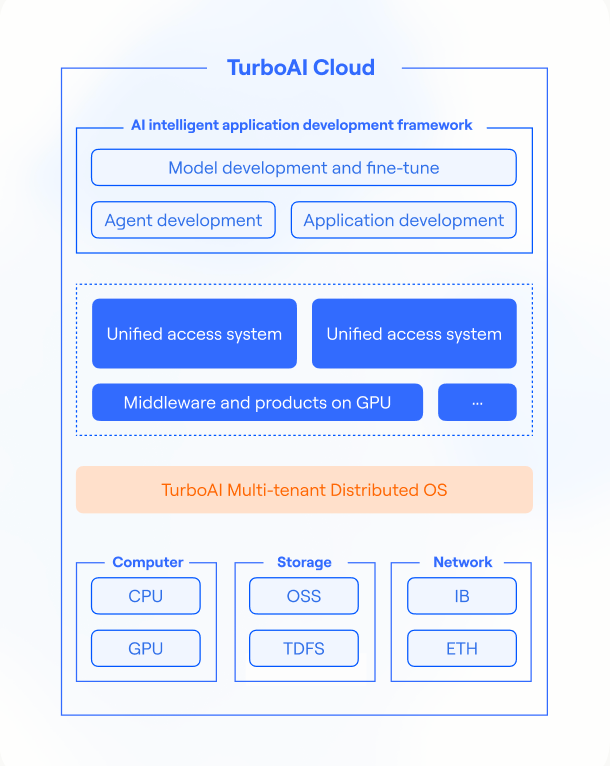 TurboAI Cloud
AI intelligent application development framework
Model development and fine-tune
Agent development
Application development
Unified access system
Unified access system
Middleware and products on GPU
...
TurboAI Multi-tenant Distributed OS
Computer
Storage
Network
CPU
OSS
IB
GPU
TDFS
ETH